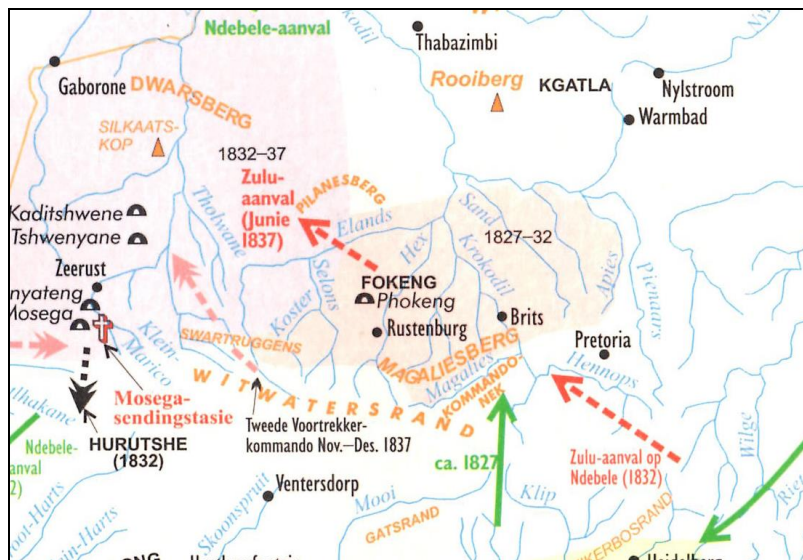 Ndebele-aanval
Thabazimbi
Gaborone
DWARSBERG
Rooiberg
KGATLA
Nylstroom
Warmbad
SILKAATS-
KOP
1832–37
Zulu-
aanval
(Junie
1837)
PILANESBERG
Tholwane
Elands
Sand
1827–32
Kaditshwene
Tshwenyane
Hex
Krokodil
Apies
Pienaars
Zeerust
Selons
FOKENG
Phokeng
Koster
Rustenburg
Brits
Mosega
Klein-
Marico
SWARTRUGGENS
MAGALIESBERG
Pretoria
Magalies
Hennops
KOMMANDO-
NEK
WITWATERSRAND
Mosega-
sendingstasie
Tweede Voortrekker-
kommando Nov.–Des. 1837
HURUTSHE
(1832)
Ndebele-
ca. 1827
Zulu-aanval op
Ndebele (1832)
Wilge
Ventersdorp
Skoonspruit
Mooi
Klip
GATSRAND